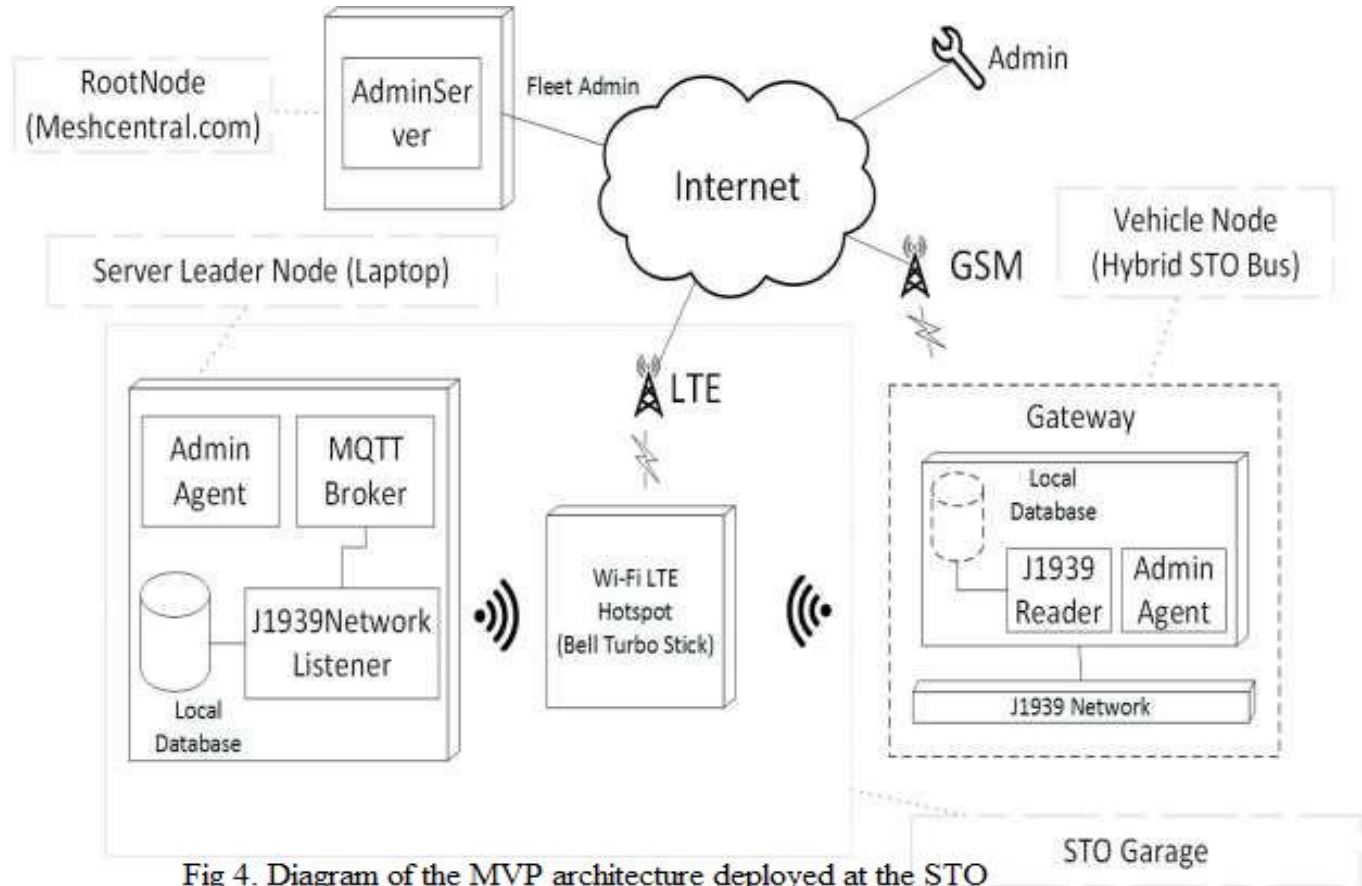 RootNode
(Meshcentral.com)
AdminSer
ver
Fleet Admin
Internet
Admin
Server Leader Node (Laptop)
GSM
Vehicle Node
(Hybrid STO Bus)
LTE
Admin
Agent
MQTT
Broker
J1939Network
Listener
Local
Database
Wi-Fi LTE
Hotspot
(Bell Turbo Stick)
Gateway
Local
Database
J1939
Reader
Admin
Agent
J1939 Network
STO Garage
Fig 4. Diagram of the MVP architecture deployed at the STO